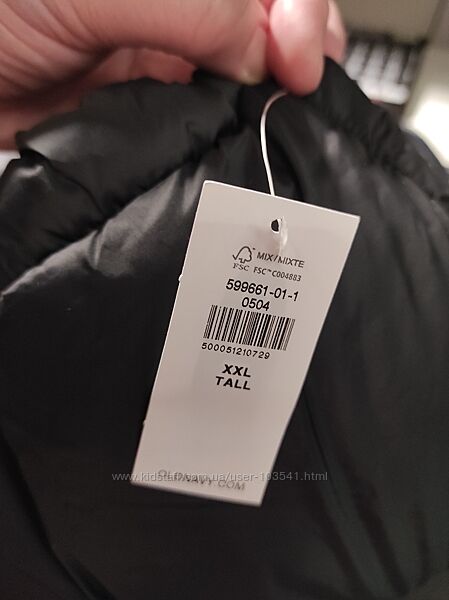 MIX/MIXTE
FSC FSC™ C004883
599661-01-1
0504
500051210729
XXL
TALL
OLDNAVY.COM
www.kidstaff.com.ua/user-103541.html